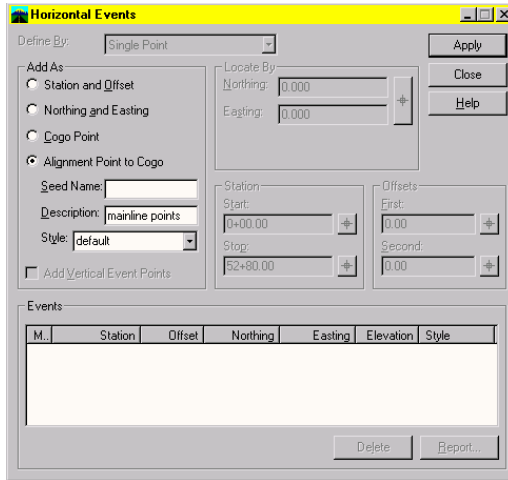 Horizontal Events
Define By: Single Point
Apply
Close
Help
Add As
Station and Offset
Northing and Easting
Cogo Point
Alignment Point to Cogo
Seed Name:
Description: mainline points
Style: default
Add Vertical Event Points
Locate By
Northing: 0.000
Easting: 0.000
Station
Start:
0+00.00
Stop:
52+80.00
Offsets
First:
0.00
Second:
0.00
Events
M.. Station Offset Northing Easting Elevation Style
Delete Report...